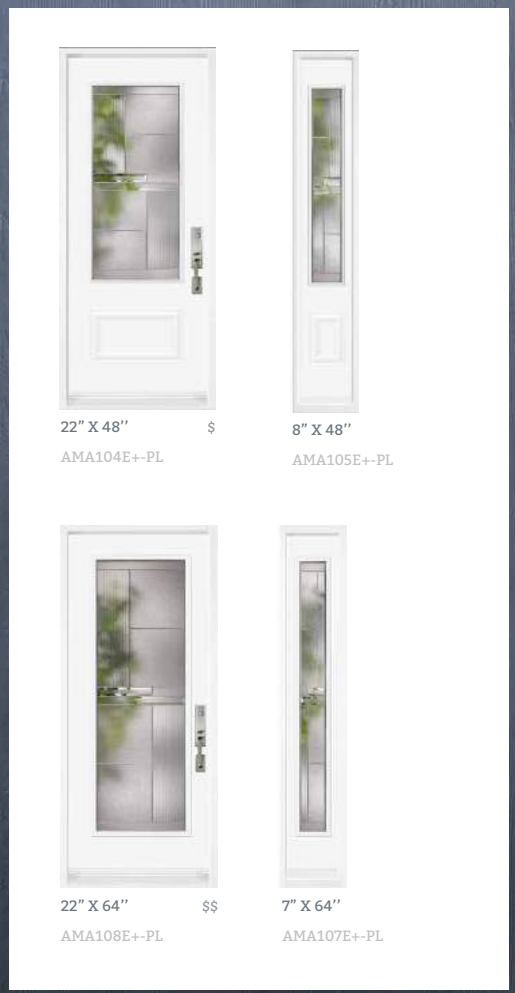 22” X 48’’ $
AMA104E+-PL
8” X 48’’
AMA105E+-PL
22” X 64’’ $$
AMA108E+-PL
7” X 64’’
AMA107E+-PL